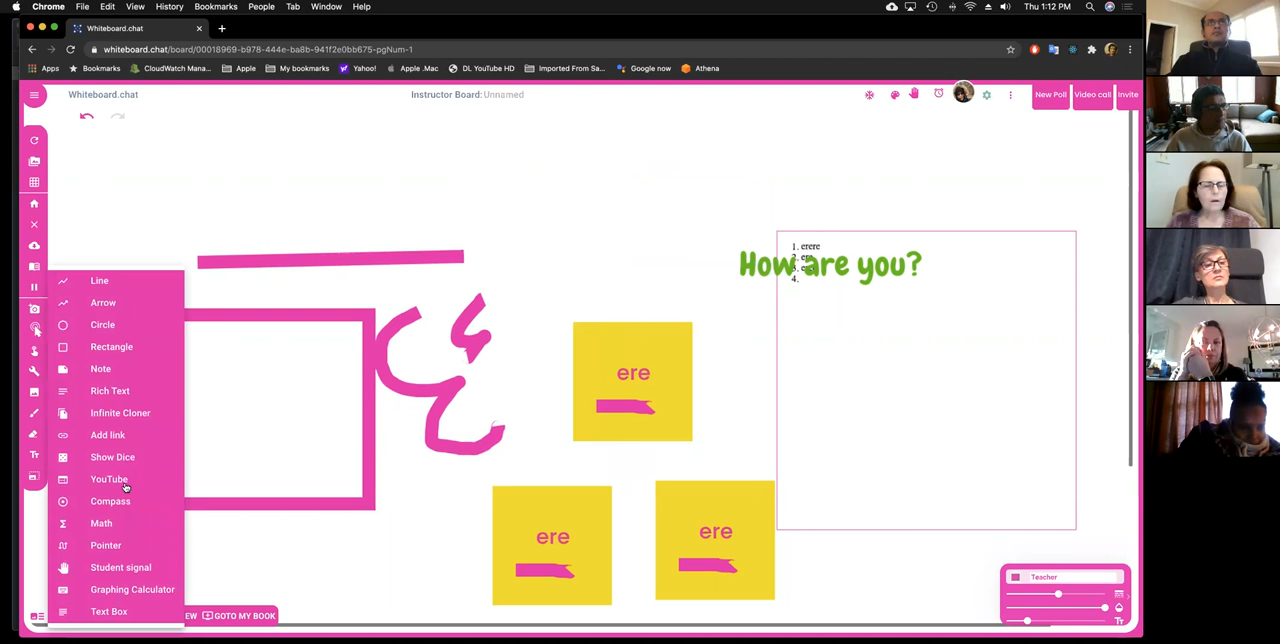 Chrome File Edit View History Bookmarks People Tab Window Help Thu 1:12 PM
Whiteboard.chat
whiteboard.chat/board/00018969-b978-444e-ba8b-941f2e0bb675-pgNum-1
Apps Bookmarks CloudWatch Mana... Apple My bookmarks Yahoo! Apple .Mac DL YouTube HD Imported From Sa... Google now Athena
Whiteboard.chat Instructor Board: Unnamed New Poll Video call Invite
1. erere
How are you?
4.
Line
Arrow
Circle
Rectangle
Note
Rich Text
Infinite Cloner
Add link
Show Dice
YouTube
Compass
Math
Pointer
Student signal
Graphing Calculator
Text Box
ere
ere
ere
Teacher
Tт
GOTO MY BOOK